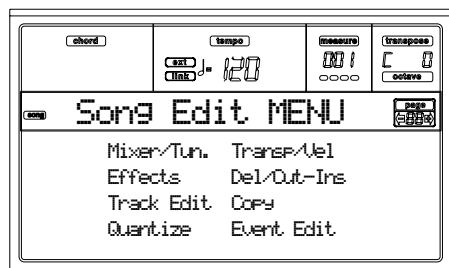 chord tempo measure transpose
ext link ♩= 120 001 C 0
octave
song Song Edit MENU page
Mixer/Tun. Transp/Vel
Effects Del/Cut-Ins
Track Edit Copy
Quantize Event Edit